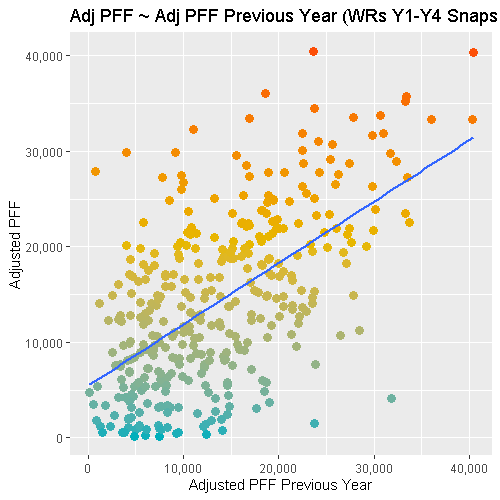 Adj PFF ~ Adj PFF Previous Year (WRs Y1-Y4 Snaps
40,000
30,000
20,000
10,000
0
Adjusted PFF
0 10,000 20,000 30,000 40,000
Adjusted PFF Previous Year